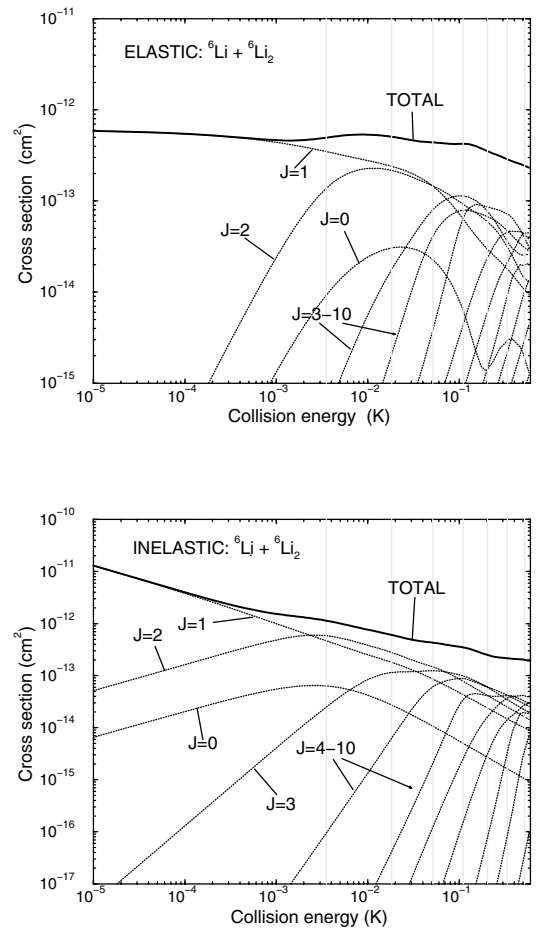 10⁻¹¹
ELASTIC: ⁶Li + ⁶Li₂
10⁻¹²
TOTAL
10⁻¹³
J=1
J=2
J=0
10⁻¹⁴
J=3−10
10⁻¹⁵
10⁻⁵ 10⁻⁴ 10⁻³ 10⁻² 10⁻¹
Cross section (cm²)
Collision energy (K)
10⁻¹⁰
INELASTIC: ⁶Li + ⁶Li₂
10⁻¹¹
TOTAL
10⁻¹²
J=1
J=2
10⁻¹³
10⁻¹⁴
J=0
J=4−10
10⁻¹⁵
J=3
10⁻¹⁶
10⁻¹⁷
10⁻⁵ 10⁻⁴ 10⁻³ 10⁻² 10⁻¹
Cross section (cm²)
Collision energy (K)